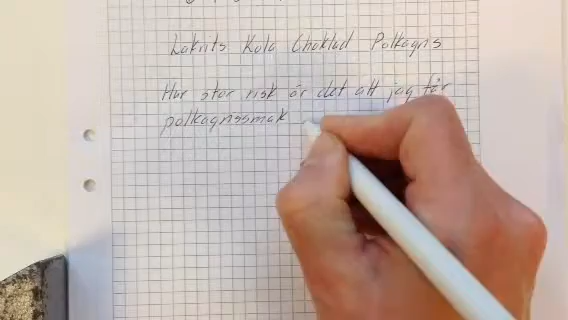 Lakrits Kola Choklad Polkagris
Hur stor risk är det att jag får
polkagrissmak